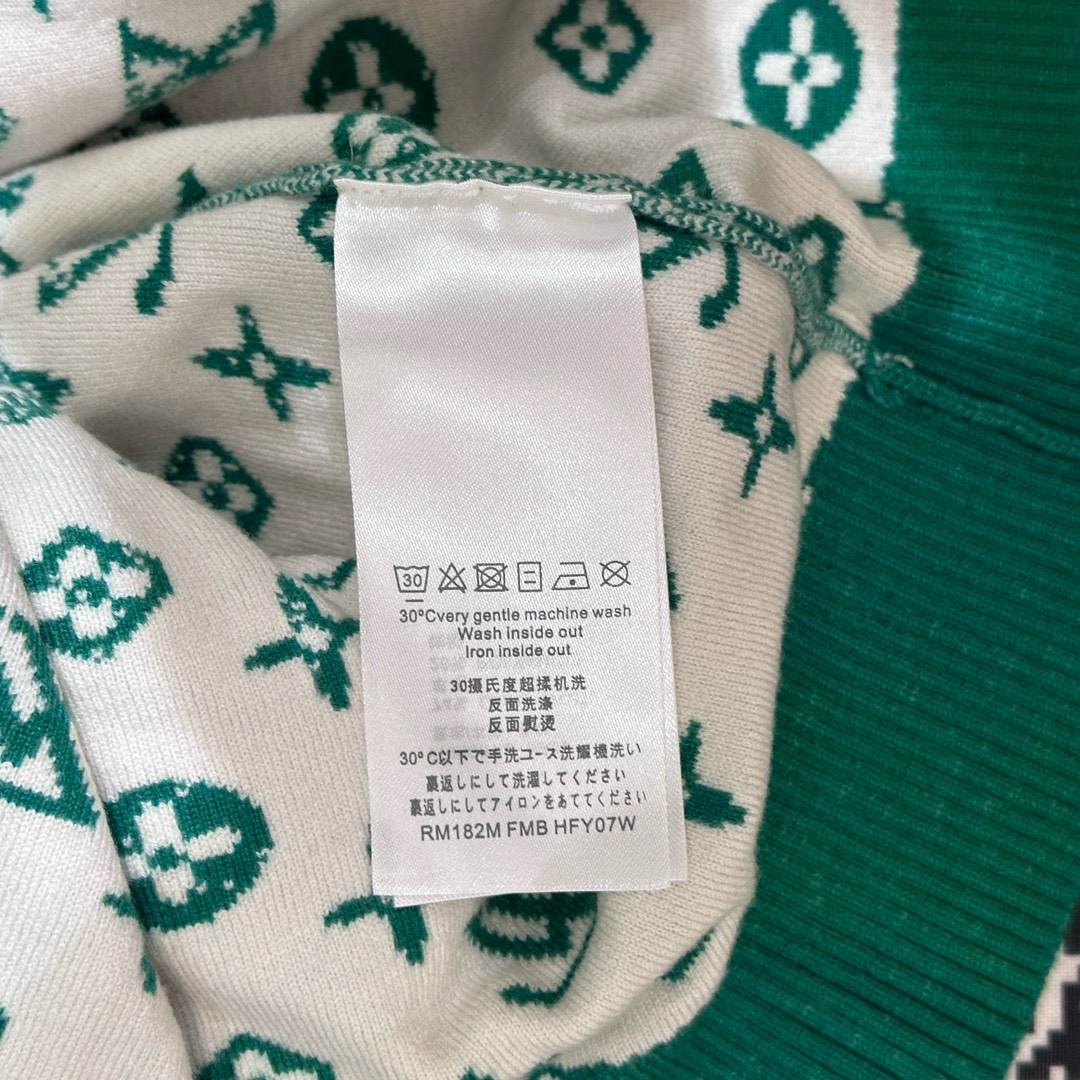 30
30ºCvery gentle machine wash
Wash inside out
Iron inside out
30摄氏度超揉机洗
反面洗涤
反面熨烫
30ºC以下で手洗ユース洗耀機洗い
裏返しにして洗濯してください
裏返しにしてアイロンをあててください
RM182M FMB HFY07W